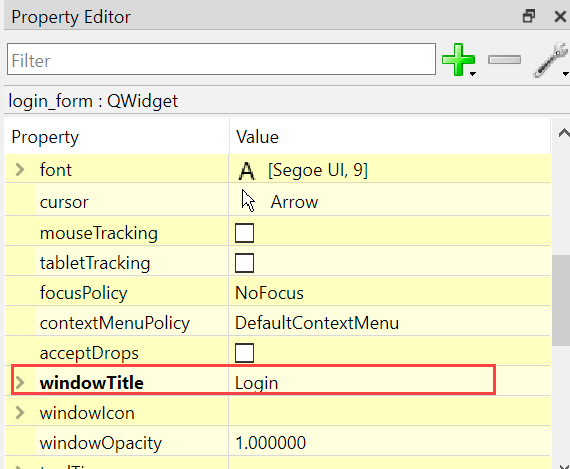 Property Editor
Filter
login_form : QWidget
Property Value
font A [Segoe UI, 9]
cursor Arrow
mouseTracking
tabletTracking
focusPolicy NoFocus
contextMenuPolicy DefaultContextMenu
acceptDrops
windowTitle Login
windowIcon
windowOpacity 1.000000